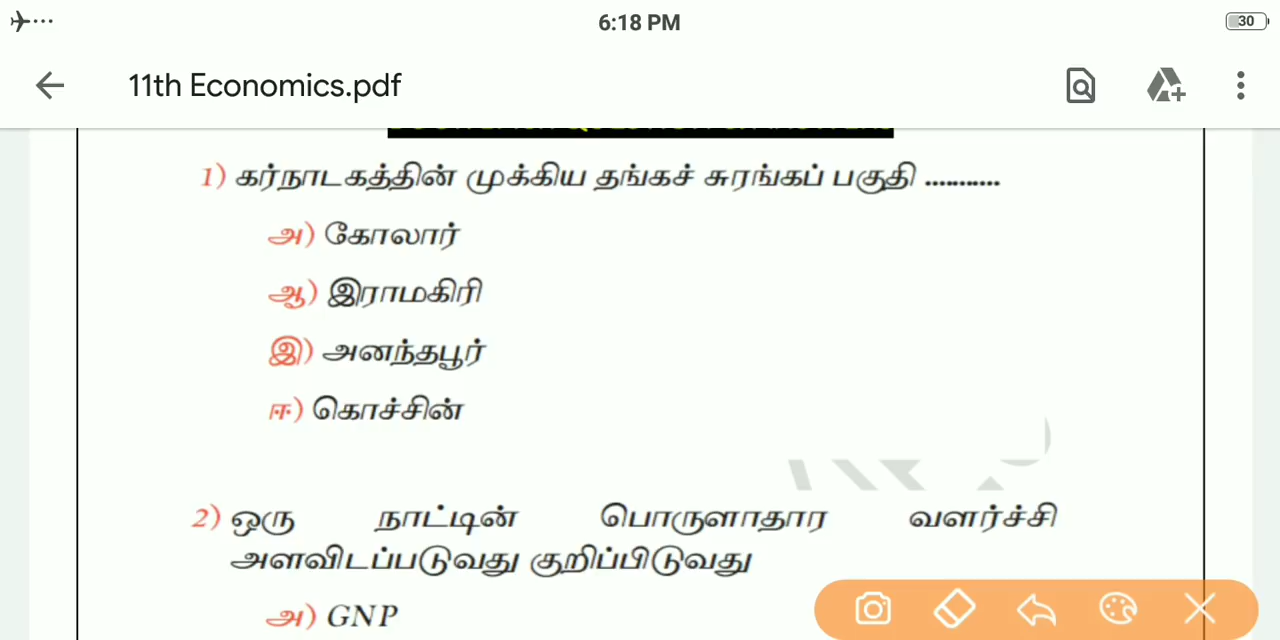 6:18 PM
30
11th Economics.pdf
1) கர்நாடகத்தின் முக்கிய தங்கச் சுரங்கப் பகுதி ...........
அ) கோலார்
ஆ) இராமகிரி
இ) அனந்தபூர்
ஈ) கொச்சின்
2) ஒரு நாட்டின் பொருளாதார வளர்ச்சி
அளவிடப்படுவது குறிப்பிடுவது
அ) GNP